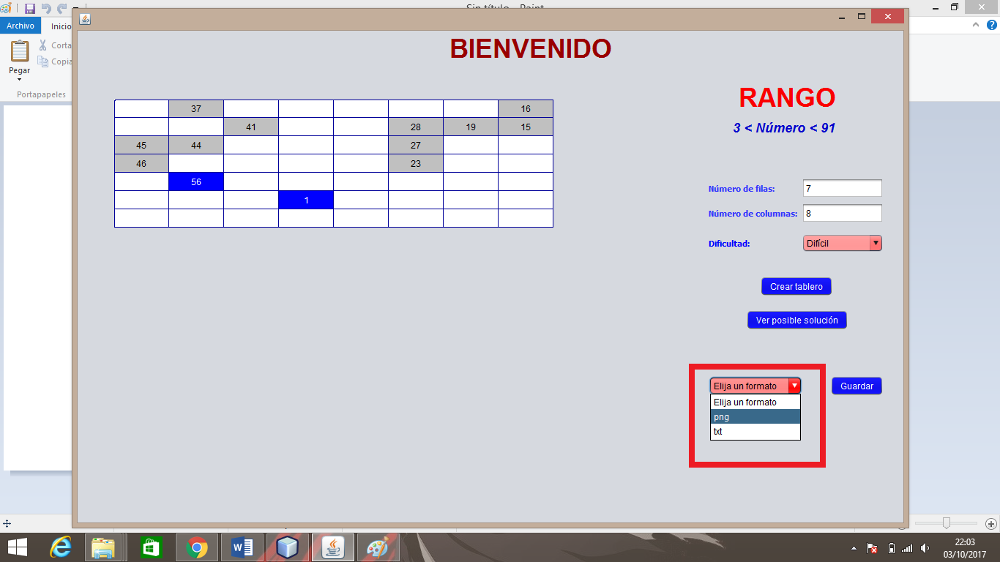 Sin título - Paint
Archivo Inicio
Pegar
Corta
Copia
Portapapeles
BIENVENIDO
37 16
41 28 19 15
45 44 27
46 23
56
1
RANGO
3 < Número < 91
Número de filas: 7
Número de columnas: 8
Dificultad: Difícil
Crear tablero
Ver posible solución
Elija un formato Guardar
Elija un formato
png
txt
22:03
03/10/2017